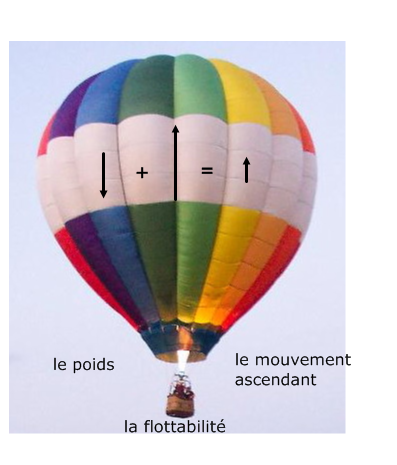 + =
le poids
le mouvement
ascendant
la flottabilité